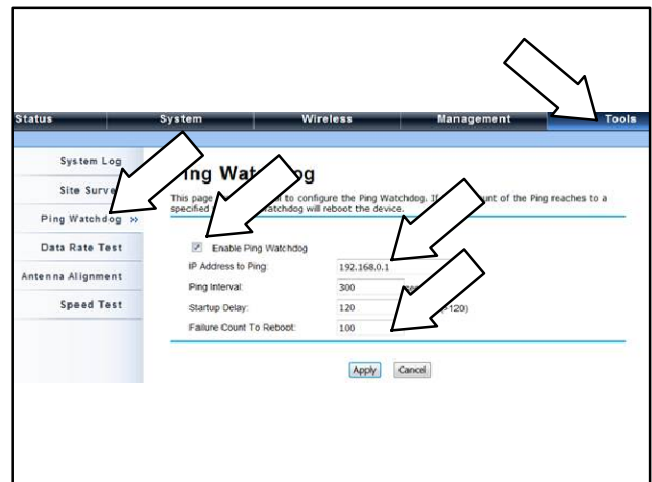 Status System Wireless Management Tools
System Log
Site Surve
Ping Watchdog »
Data Rate Test
Antenna Alignment
Speed Test
Ping Wat dog
This page to configure the Ping Watchdog. If unt of the Ping reaches to a
specified atchdog will reboot the device.
Enable Ping Watchdog
IP Address to Ping: 192.168.0.1
Ping Interval: 300
Startup Delay: 120 120)
Failure Count To Reboot: 100
Apply Cancel